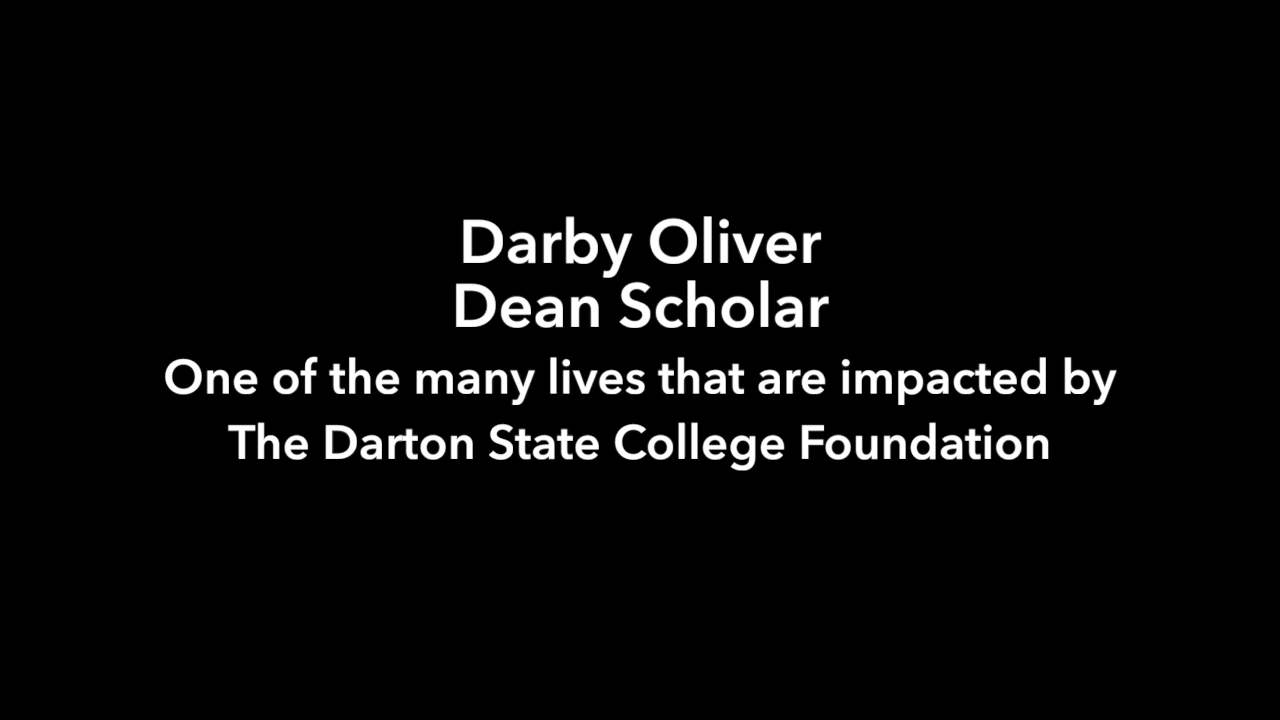 Darby Oliver
Dean Scholar
One of the many lives that are impacted by
The Darton State College Foundation